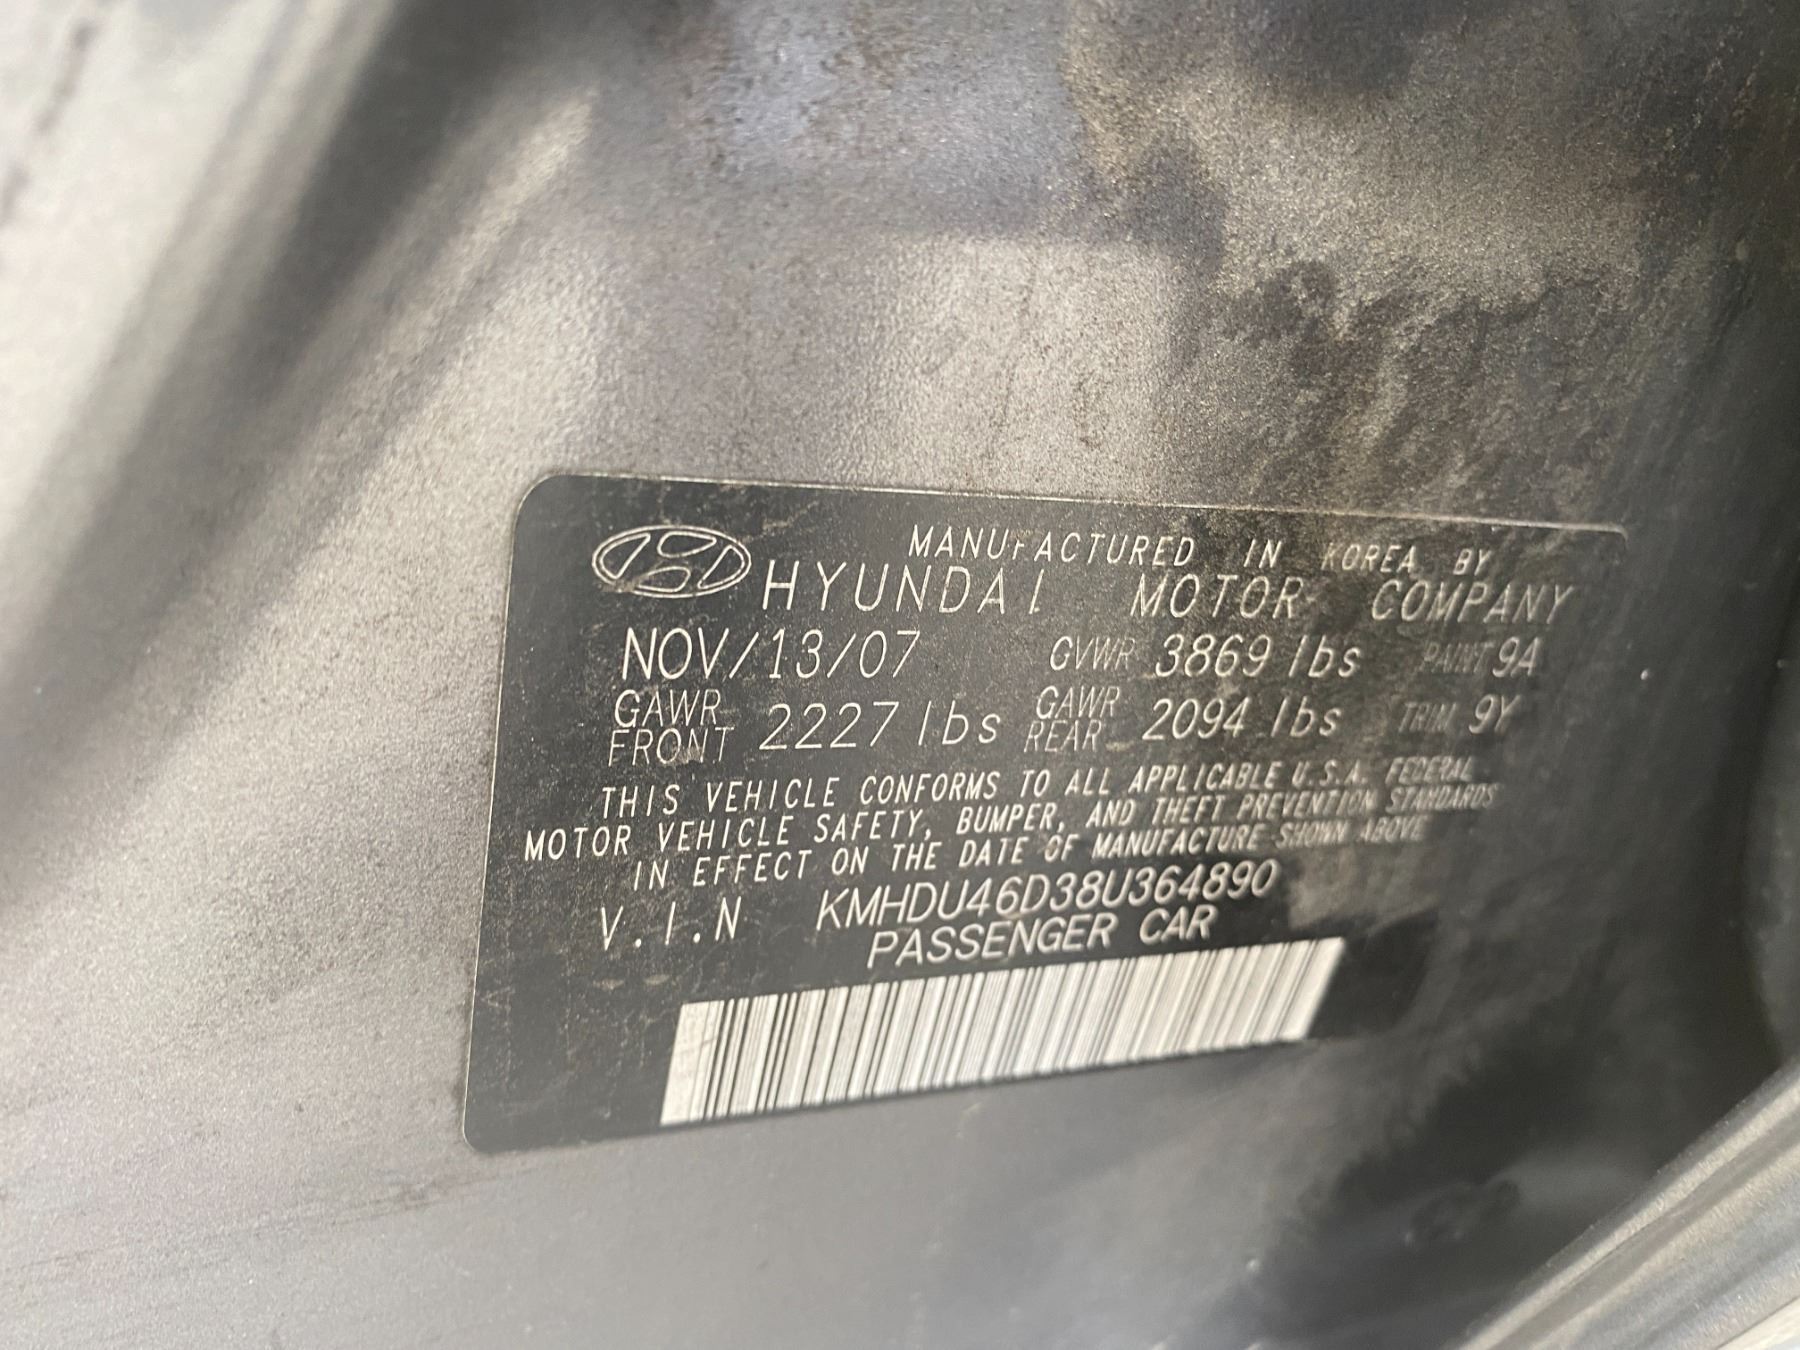 MANUFACTURED IN KOREA BY
HYUNDAI MOTOR COMPANY
NOV/13/07 GVWR 3869 lbs PAINT 9A
GAWR FRONT 2227 lbs GAWR REAR 2094 lbs TRIM 9Y
THIS VEHICLE CONFORMS TO ALL APPLICABLE U.S.A. FEDERAL
MOTOR VEHICLE SAFETY, BUMPER, AND THEFT PREVENTION STANDARDS
IN EFFECT ON THE DATE OF MANUFACTURE SHOWN ABOVE
V.I.N KMHDU46D38U364890
PASSENGER CAR